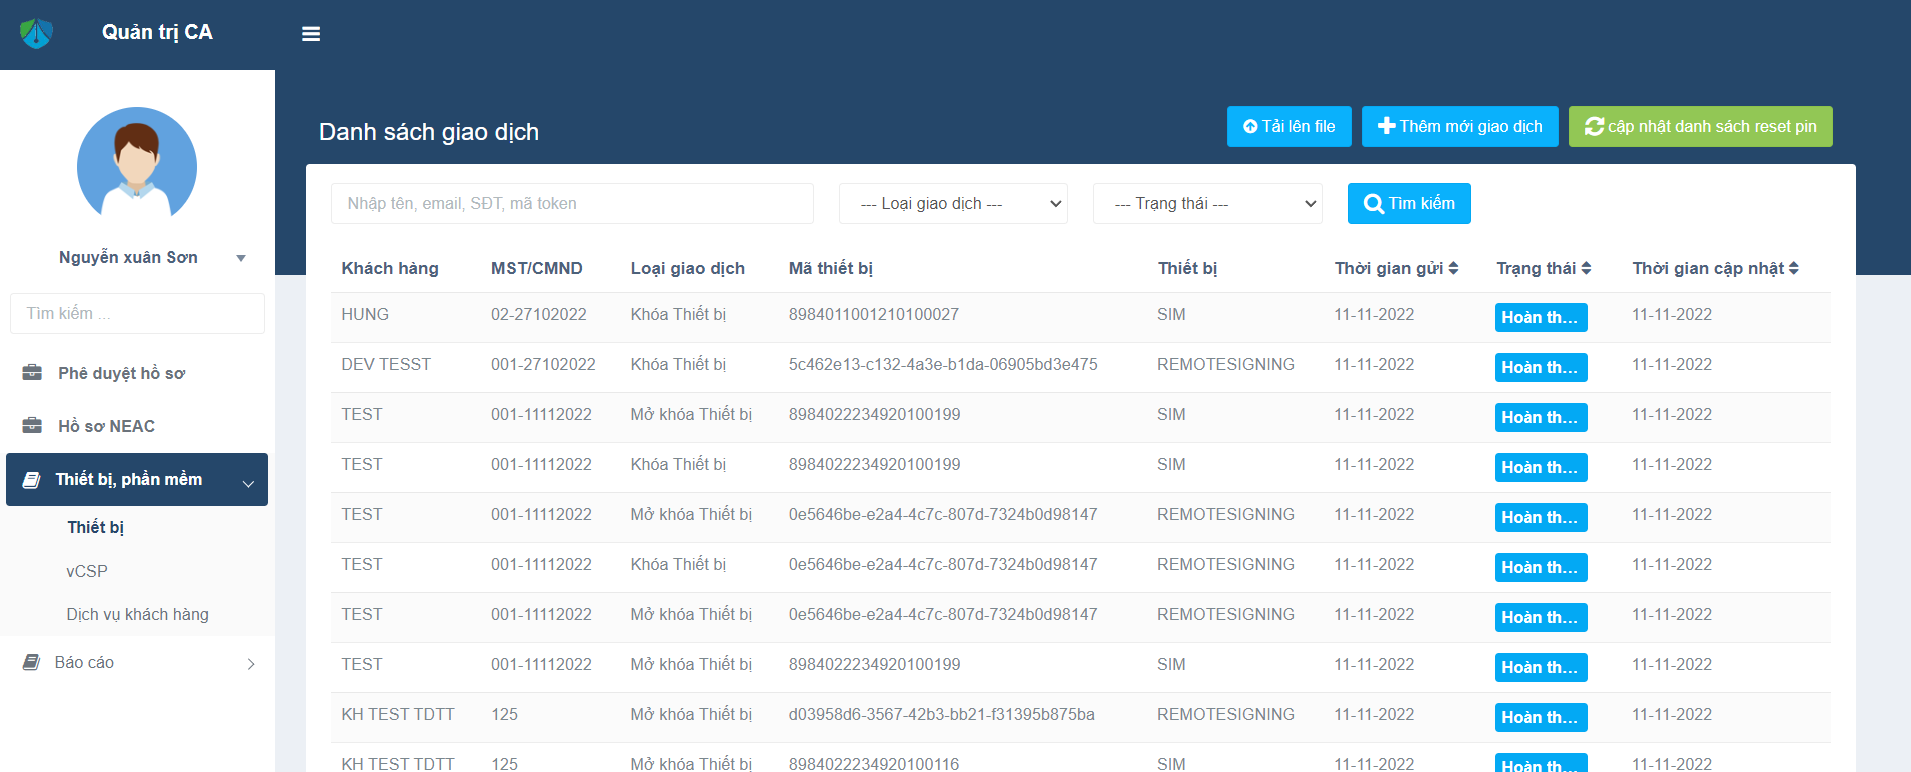 Quản trị CA
Nguyễn xuân Sơn
Tìm kiếm ...
Phê duyệt hồ sơ
Hồ sơ NEAC
Thiết bị, phần mềm
Thiết bị
vCSP
Dịch vụ khách hàng
Báo cáo
Danh sách giao dịch
Tải lên file
Thêm mới giao dịch
cập nhật danh sách reset pin
Nhập tên, email, SĐT, mã token
--- Loại giao dịch ---
--- Trạng thái ---
Tìm kiếm
Khách hàng MST/CMND Loại giao dịch Mã thiết bị Thiết bị Thời gian gửi Trạng thái Thời gian cập nhật
HUNG 02-27102022 Khóa Thiết bị 8984011001210100027 SIM 11-11-2022 Hoàn th... 11-11-2022
DEV TESST 001-27102022 Khóa Thiết bị 5c462e13-c132-4a3e-b1da-06905bd3e475 REMOTESIGNING 11-11-2022 Hoàn th... 11-11-2022
TEST 001-11112022 Mở khóa Thiết bị 8984022234920100199 SIM 11-11-2022 Hoàn th... 11-11-2022
TEST 001-11112022 Khóa Thiết bị 8984022234920100199 SIM 11-11-2022 Hoàn th... 11-11-2022
TEST 001-11112022 Mở khóa Thiết bị 0e5646be-e2a4-4c7c-807d-7324b0d98147 REMOTESIGNING 11-11-2022 Hoàn th... 11-11-2022
TEST 001-11112022 Khóa Thiết bị 0e5646be-e2a4-4c7c-807d-7324b0d98147 REMOTESIGNING 11-11-2022 Hoàn th... 11-11-2022
TEST 001-11112022 Mở khóa Thiết bị 0e5646be-e2a4-4c7c-807d-7324b0d98147 REMOTESIGNING 11-11-2022 Hoàn th... 11-11-2022
TEST 001-11112022 Mở khóa Thiết bị 8984022234920100199 SIM 11-11-2022 Hoàn th... 11-11-2022
KH TEST TDTT 125 Mở khóa Thiết bị d03958d6-3567-42b3-bb21-f31395b875ba REMOTESIGNING 11-11-2022 Hoàn th... 11-11-2022
KH TEST TDTT 125 Mở khóa Thiết bị 8984022234920100116 SIM 11-11-2022 Hoàn th... 11-11-2022